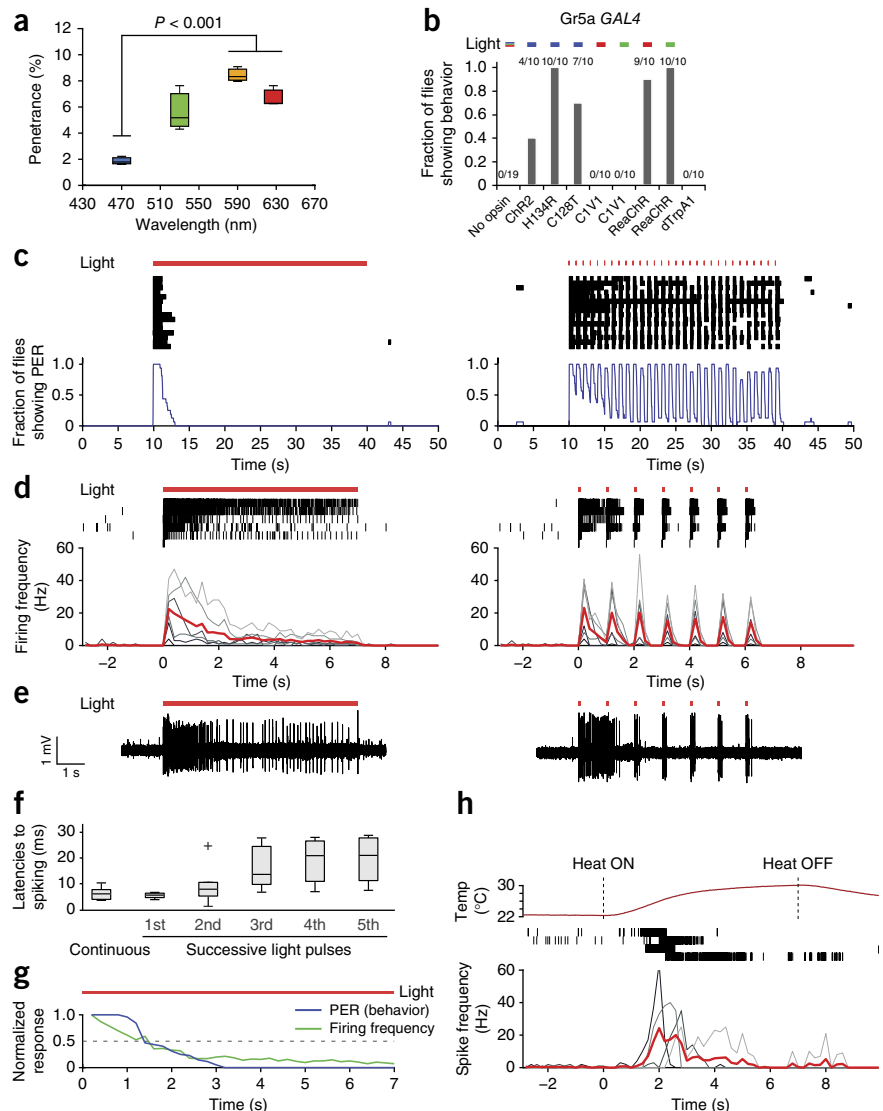 a
P < 0.001
Penetrance (%)
12
10
8
6
4
2
0
430 470 510 550 590 630 670
Wavelength (nm)
b
Gr5a GAL4
Light
4/10 10/10 7/10 9/10 10/10
Fraction of flies
showing behavior
1.0
0.8
0.6
0.4
0.2
0
0/19 0/10 0/10 0/10
No opsin
ChR2
H134R
C128T
C1V1
C1V1
ReaChR
ReaChR
dTrpA1
c
Light
Fraction of flies
showing PER
1.0
0.5
0
0 5 10 15 20 25 30 35 40 45 50
Time (s)
1.0
0.5
0
0 5 10 15 20 25 30 35 40 45 50
Time (s)
d
Light
Firing frequency
(Hz)
60
40
20
0
−2 0 2 4 6 8
Time (s)
60
40
20
0
−2 0 2 4 6 8
Time (s)
e
Light
1 mV
1 s
f
Latencies to
spiking (ms)
30
20
10
0
1st 2nd 3rd 4th 5th
Continuous Successive light pulses
g
Light
Normalized
response
1.0
0.5
0
PER (behavior)
Firing frequency
0 1 2 3 4 5 6 7
Time (s)
h
Heat ON Heat OFF
Temp
(°C)
30
22
Spike frequency
(Hz)
60
40
20
0
−2 0 2 4 6 8
Time (s)